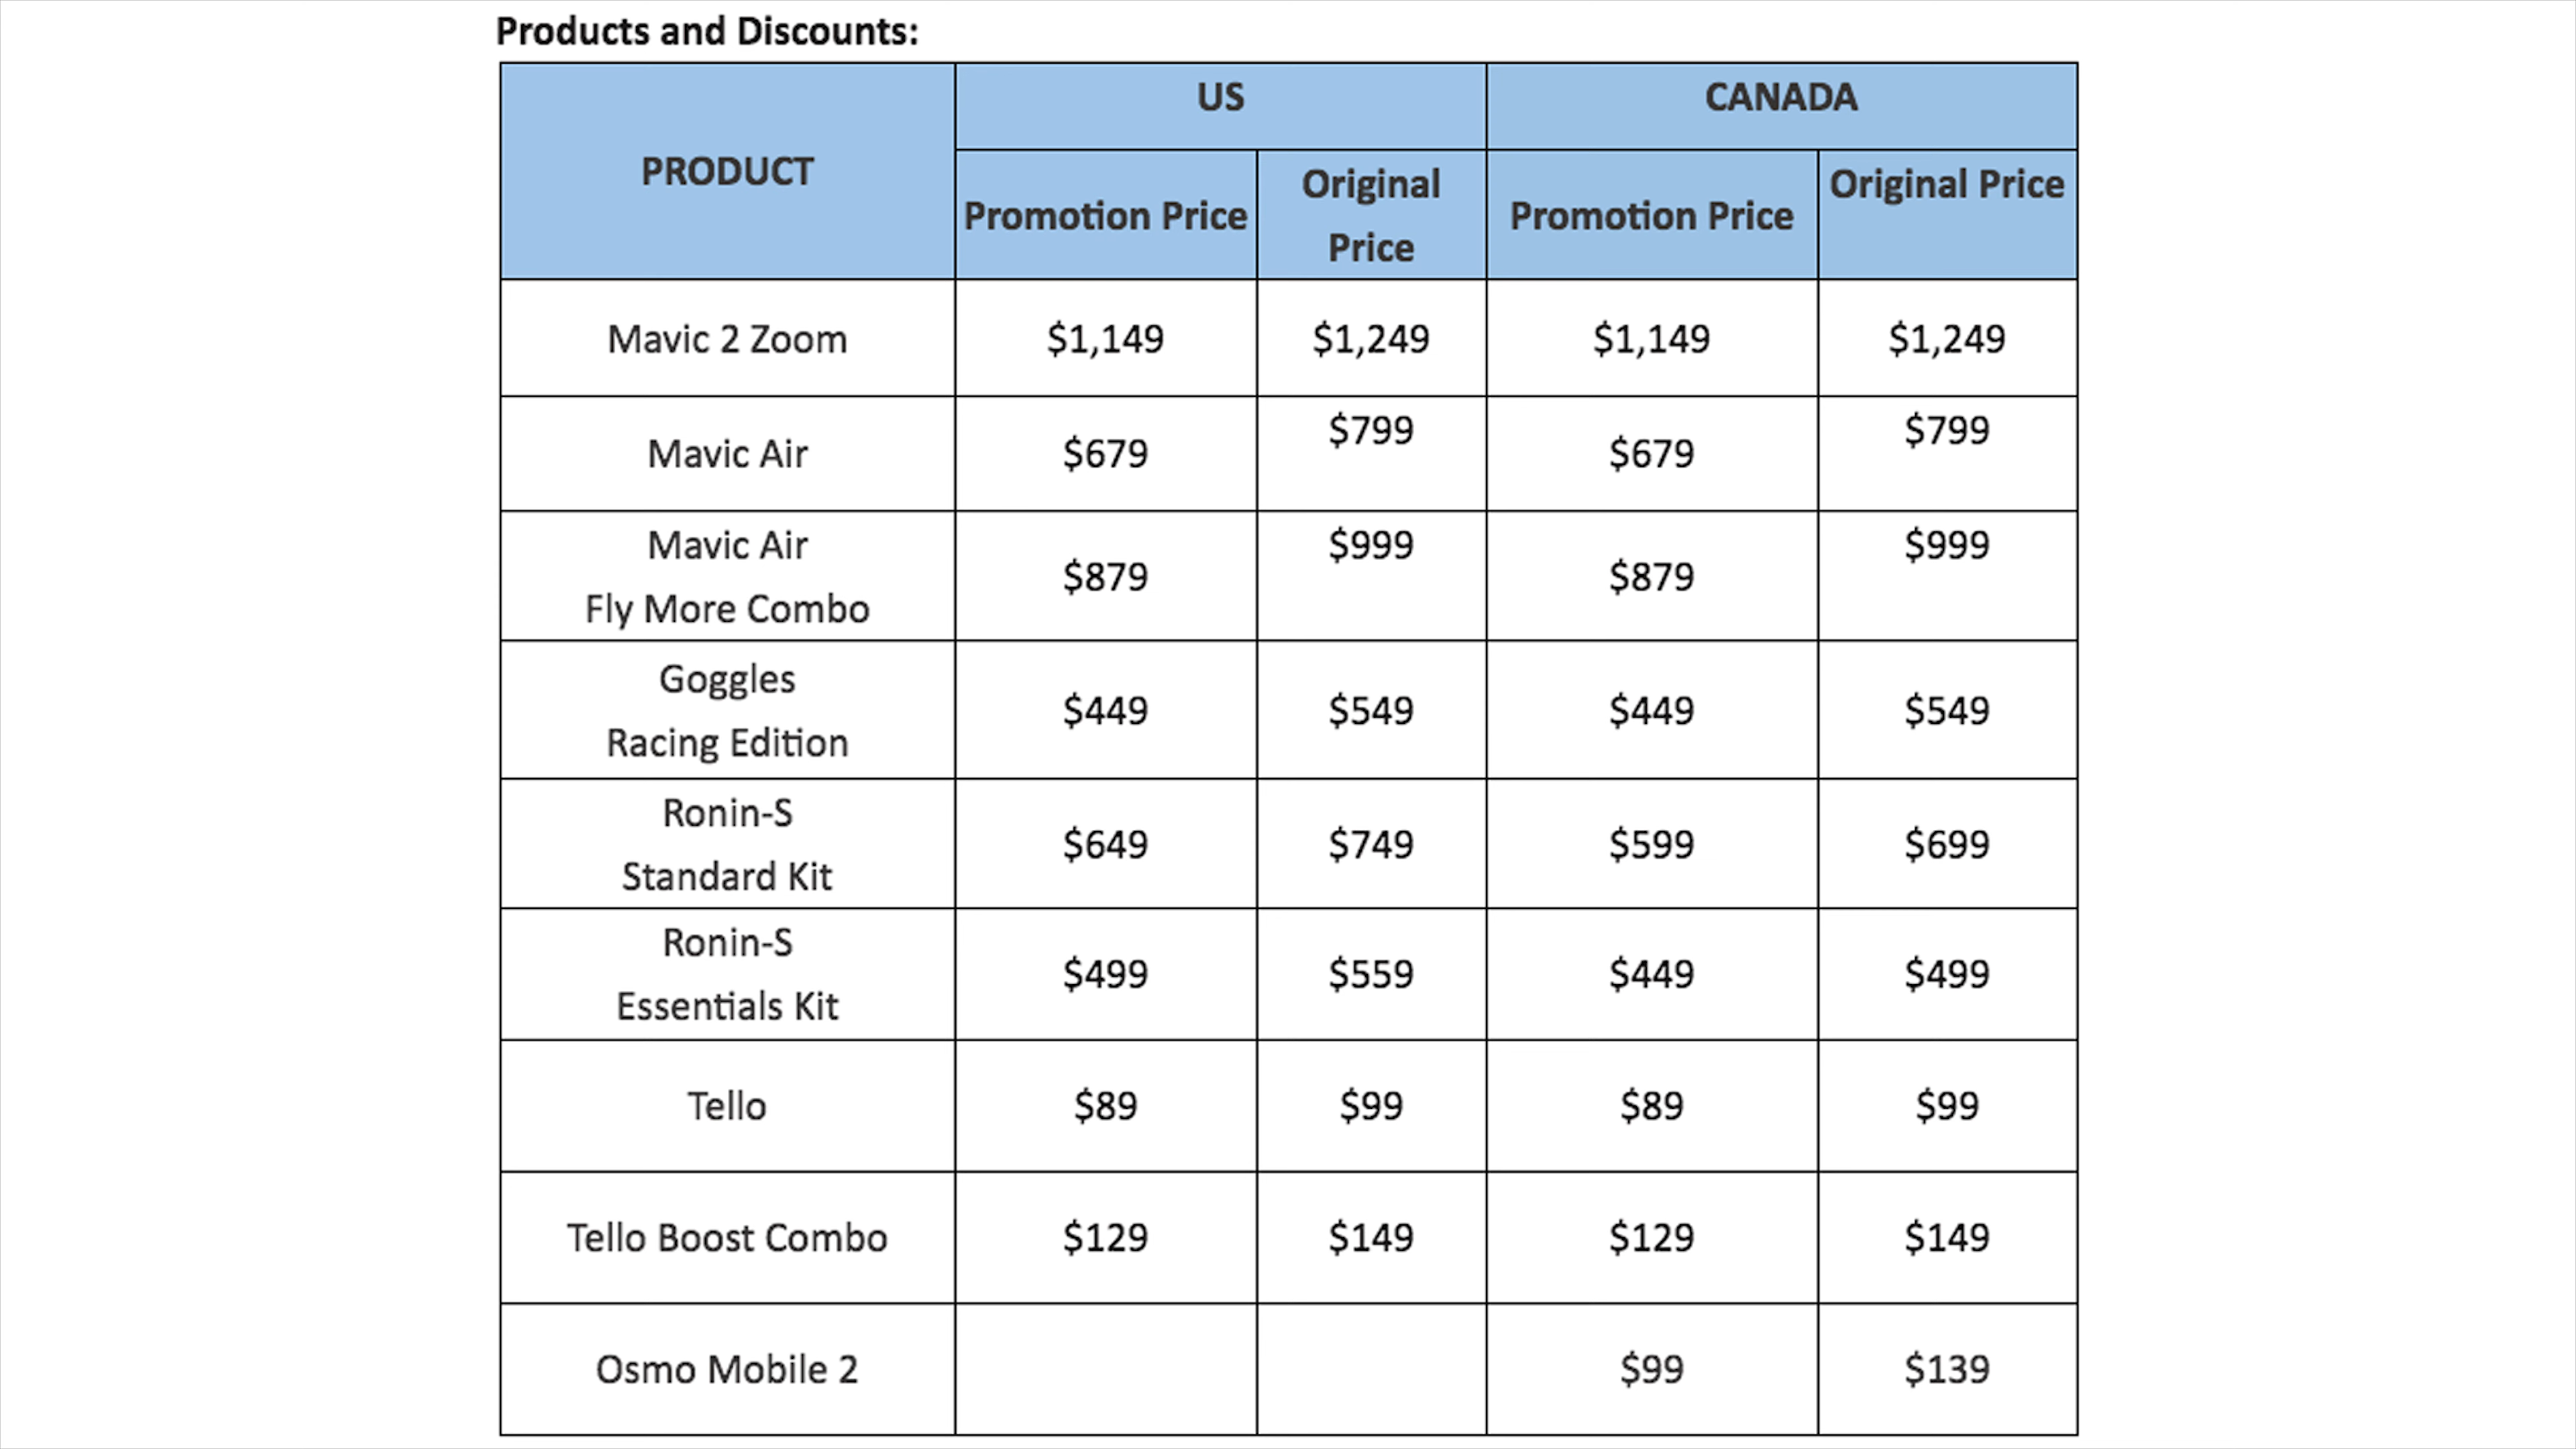 Products and Discounts:
PRODUCT
US
CANADA
Promotion Price
Original
Price
Promotion Price
Original Price
Mavic 2 Zoom
$1,149
$1,249
$1,149
$1,249
Mavic Air
$679
$799
$679
$799
Mavic Air
Fly More Combo
$879
$999
$879
$999
Goggles
Racing Edition
$449
$549
$449
$549
Ronin-S
Standard Kit
$649
$749
$599
$699
Ronin-S
Essentials Kit
$499
$559
$449
$499
Tello
$89
$99
$89
$99
Tello Boost Combo
$129
$149
$129
$149
Osmo Mobile 2
$99
$139